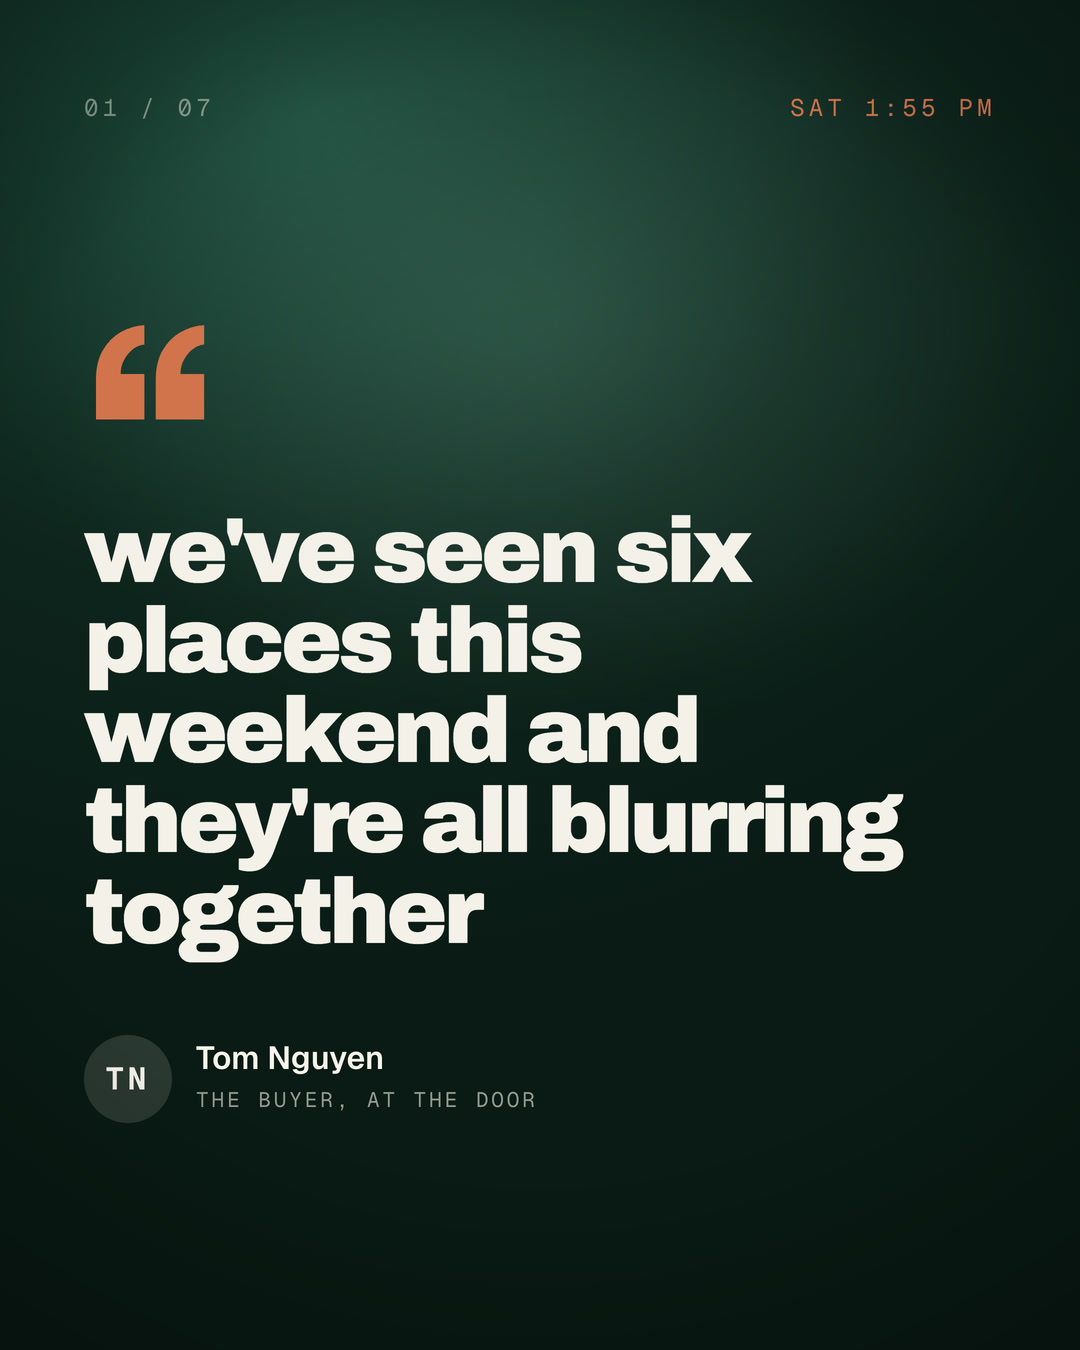 01 / 07
SAT 1:55 PM
“
we've seen six
places this
weekend and
they're all blurring
together
TN
Tom Nguyen
THE BUYER, AT THE DOOR